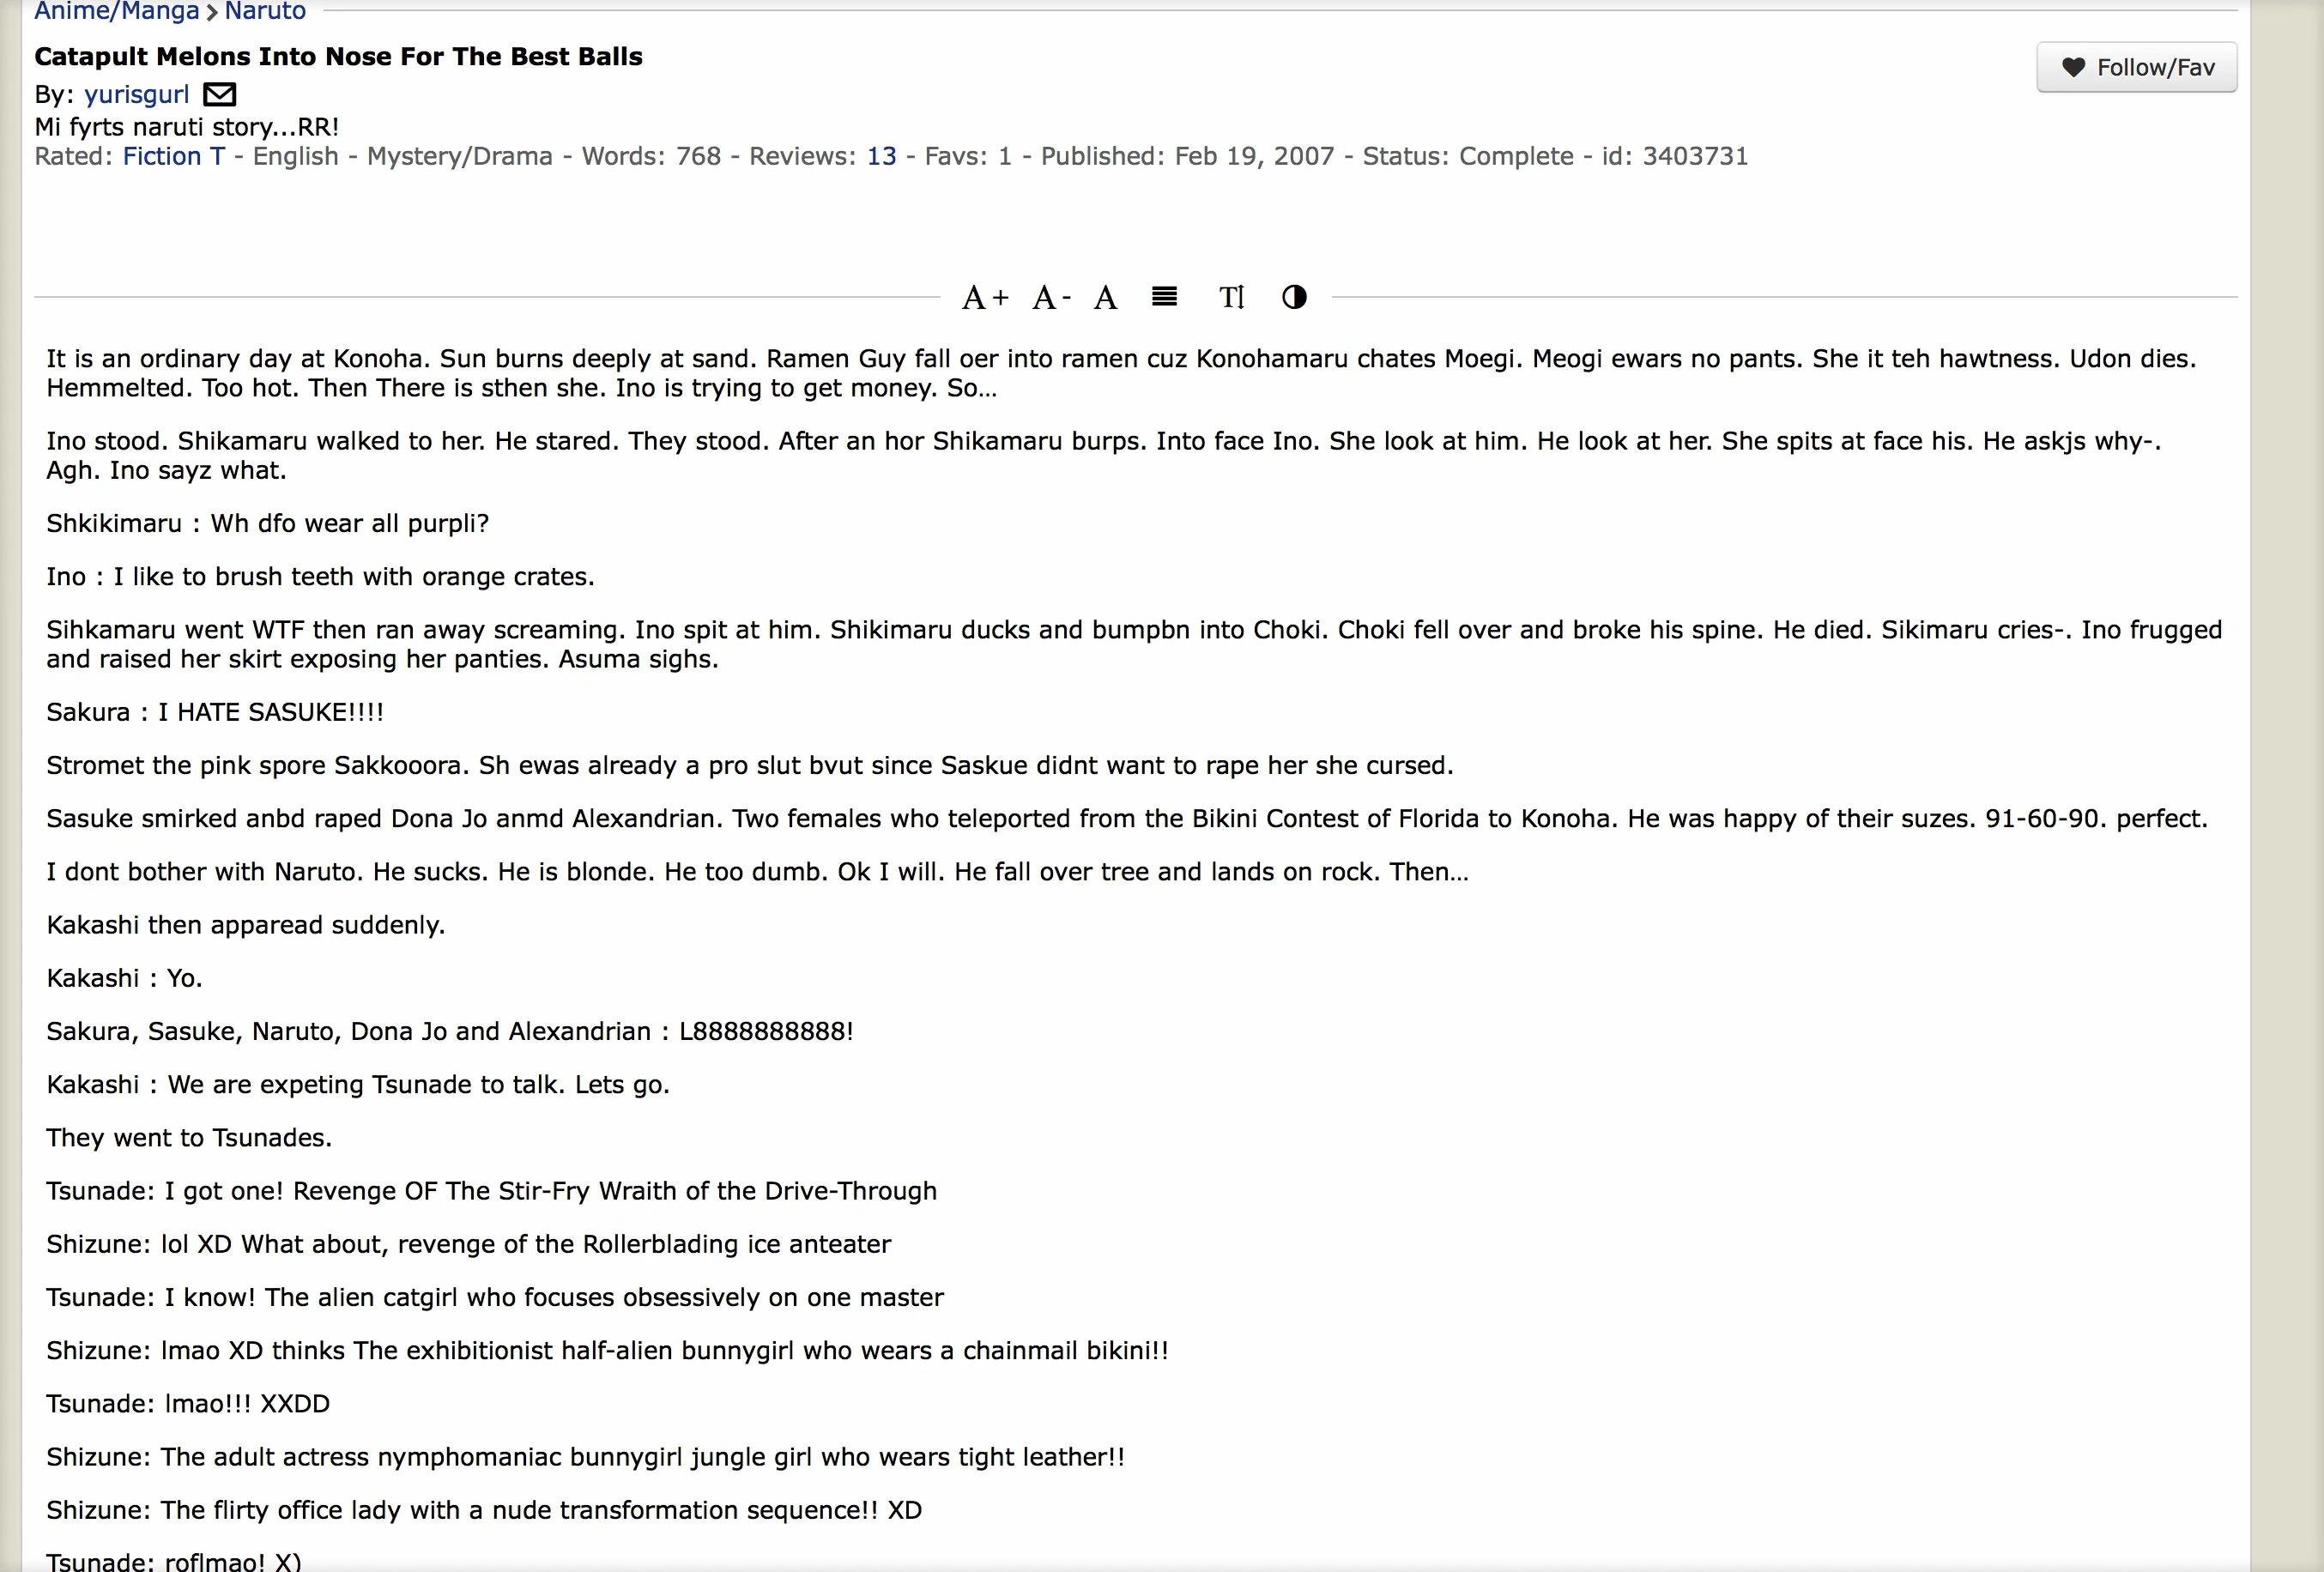 Anime/Manga > Naruto
Catapult Melons Into Nose For The Best Balls
Follow/Fav
By: yurisgurl
Mi fyrts naruti story...RR!
Rated: Fiction T - English - Mystery/Drama - Words: 768 - Reviews: 13 - Favs: 1 - Published: Feb 19, 2007 - Status: Complete - id: 3403731
A+ A- A
It is an ordinary day at Konoha. Sun burns deeply at sand. Ramen Guy fall oer into ramen cuz Konohamaru chates Moegi. Meogi ewars no pants. She it teh hawtness. Udon dies.
Hemmelted. Too hot. Then There is sthen she. Ino is trying to get money. So...
Ino stood. Shikamaru walked to her. He stared. They stood. After an hor Shikamaru burps. Into face Ino. She look at him. He look at her. She spits at face his. He askjs why-.
Agh. Ino sayz what.
Shkikimaru : Wh dfo wear all purpli?
Ino : I like to brush teeth with orange crates.
Sihkamaru went WTF then ran away screaming. Ino spit at him. Shikimaru ducks and bumpbn into Choki. Choki fell over and broke his spine. He died. Sikimaru cries-. Ino frugged
and raised her skirt exposing her panties. Asuma sighs.
Sakura : I HATE SASUKE!!!!
Stromet the pink spore Sakkooora. Sh ewas already a pro slut bvut since Saskue didnt want to rape her she cursed.
Sasuke smirked anbd raped Dona Jo anmd Alexandrian. Two females who teleported from the Bikini Contest of Florida to Konoha. He was happy of their suzes. 91-60-90. perfect.
I dont bother with Naruto. He sucks. He is blonde. He too dumb. Ok I will. He fall over tree and lands on rock. Then...
Kakashi then apparead suddenly.
Kakashi : Yo.
Sakura, Sasuke, Naruto, Dona Jo and Alexandrian : L8888888888!
Kakashi : We are expeting Tsunade to talk. Lets go.
They went to Tsunades.
Tsunade: I got one! Revenge OF The Stir-Fry Wraith of the Drive-Through
Shizune: lol XD What about, revenge of the Rollerblading ice anteater
Tsunade: I know! The alien catgirl who focuses obsessively on one master
Shizune: lmao XD thinks The exhibitionist half-alien bunnygirl who wears a chainmail bikini!!
Tsunade: lmao!!! XXDD
Shizune: The adult actress nymphomaniac bunnygirl jungle girl who wears tight leather!!
Shizune: The flirty office lady with a nude transformation sequence!! XD
Tsunade: roflmao! X)